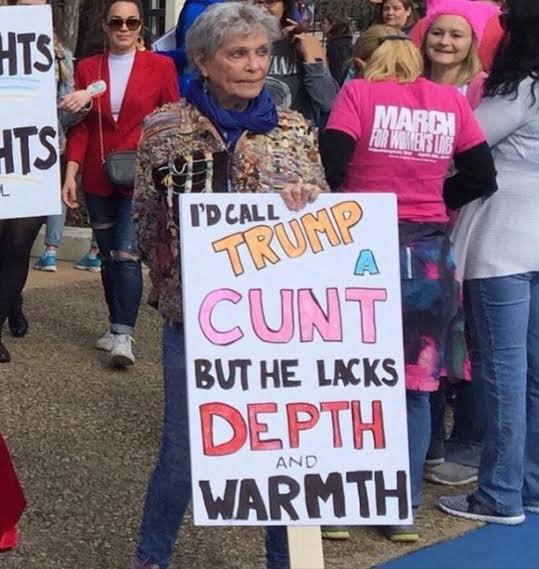 HTS
HTS
MARCH
FOR WOMEN'S LIVES
I'D CALL
TRUMP
A
CUNT
BUT HE LACKS
DEPTH
AND
WARMTH